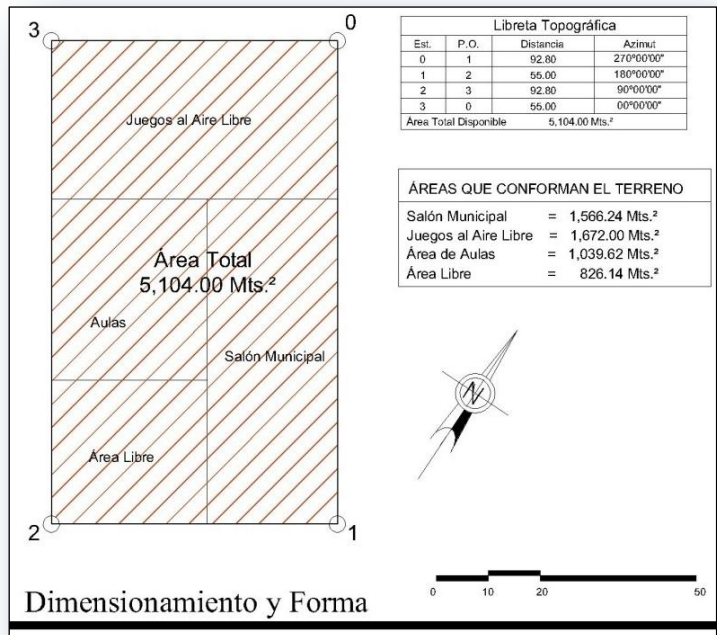 3
0
Juegos al Aire Libre
Área Total
5,104.00 Mts.²
Aulas
Salón Municipal
Área Libre
2
1
Libreta Topográfica
Est. P.O. Distancia Azimut
0 1 92.80 270°00'00"
1 2 55.00 180°00'00"
2 3 92.80 90°00'00"
3 0 55.00 00°00'00"
Área Total Disponible 5,104.00 Mts.²
ÁREAS QUE CONFORMAN EL TERRENO
Salón Municipal = 1,566.24 Mts.²
Juegos al Aire Libre = 1,672.00 Mts.²
Área de Aulas = 1,039.62 Mts.²
Área Libre = 826.14 Mts.²
N
0 10 20 50
Dimensionamiento y Forma